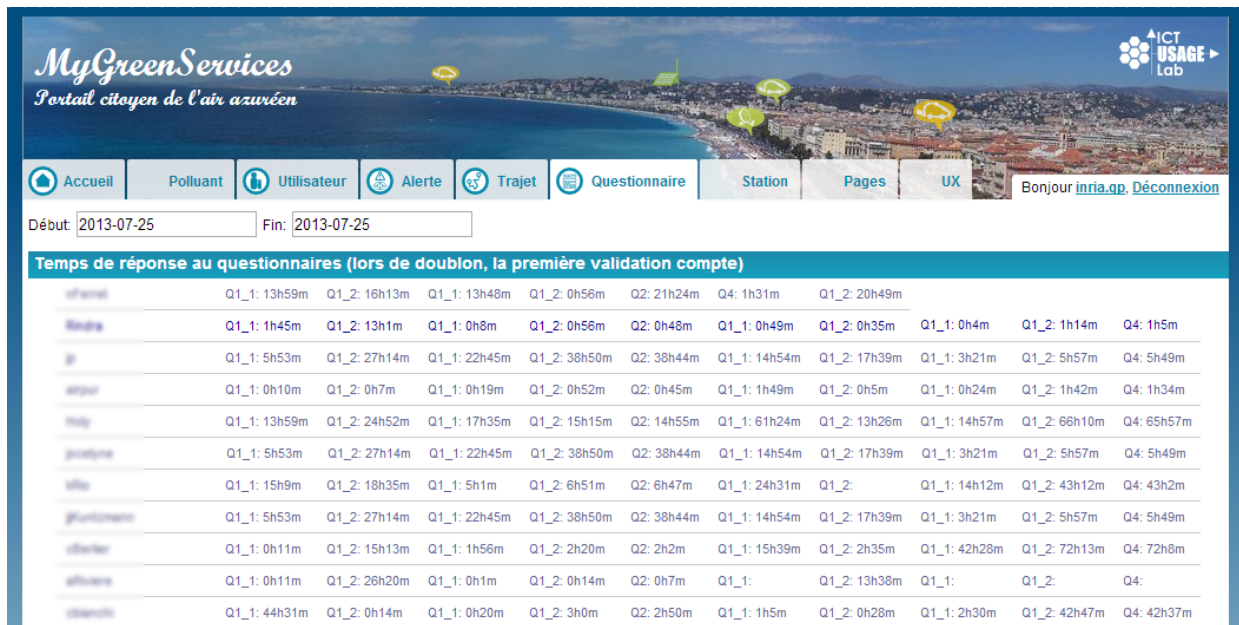 MyGreenServices
Portail citoyen de l'air azuréen
ICT
USAGE
Lab
Accueil Polluant Utilisateur Alerte Trajet Questionnaire Station Pages UX Bonjour inria.gp, Déconnexion
Début: 2013-07-25 Fin: 2013-07-25
Temps de réponse au questionnaires (lors de doublon, la première validation compte)
Q1_1: 13h59m Q1_2: 16h13m Q1_1: 13h48m Q1_2: 0h56m Q2: 21h24m Q4: 1h31m Q1_2: 20h49m
Q1_1: 1h45m Q1_2: 13h1m Q1_1: 0h8m Q1_2: 0h56m Q2: 0h48m Q1_1: 0h49m Q1_2: 0h35m Q1_1: 0h4m Q1_2: 1h14m Q4: 1h5m
Q1_1: 5h53m Q1_2: 27h14m Q1_1: 22h45m Q1_2: 38h50m Q2: 38h44m Q1_1: 14h54m Q1_2: 17h39m Q1_1: 3h21m Q1_2: 5h57m Q4: 5h49m
Q1_1: 0h10m Q1_2: 0h7m Q1_1: 0h19m Q1_2: 0h52m Q2: 0h45m Q1_1: 1h49m Q1_2: 0h5m Q1_1: 0h24m Q1_2: 1h42m Q4: 1h34m
Q1_1: 13h59m Q1_2: 24h52m Q1_1: 17h35m Q1_2: 15h15m Q2: 14h55m Q1_1: 61h24m Q1_2: 13h26m Q1_1: 14h57m Q1_2: 66h10m Q4: 65h57m
Q1_1: 5h53m Q1_2: 27h14m Q1_1: 22h45m Q1_2: 38h50m Q2: 38h44m Q1_1: 14h54m Q1_2: 17h39m Q1_1: 3h21m Q1_2: 5h57m Q4: 5h49m
Q1_1: 15h9m Q1_2: 18h35m Q1_1: 5h1m Q1_2: 6h51m Q2: 6h47m Q1_1: 24h31m Q1_2: Q1_1: 14h12m Q1_2: 43h12m Q4: 43h2m
Q1_1: 5h53m Q1_2: 27h14m Q1_1: 22h45m Q1_2: 38h50m Q2: 38h44m Q1_1: 14h54m Q1_2: 17h39m Q1_1: 3h21m Q1_2: 5h57m Q4: 5h49m
Q1_1: 0h11m Q1_2: 15h13m Q1_1: 1h56m Q1_2: 2h20m Q2: 2h2m Q1_1: 15h39m Q1_2: 2h35m Q1_1: 42h28m Q1_2: 72h13m Q4: 72h8m
Q1_1: 0h11m Q1_2: 26h20m Q1_1: 0h1m Q1_2: 0h14m Q2: 0h7m Q1_1: Q1_2: 13h38m Q1_1: Q1_2: Q4:
Q1_1: 44h31m Q1_2: 0h14m Q1_1: 0h20m Q1_2: 3h0m Q2: 2h50m Q1_1: 1h5m Q1_2: 0h28m Q1_1: 2h30m Q1_2: 42h47m Q4: 42h37m